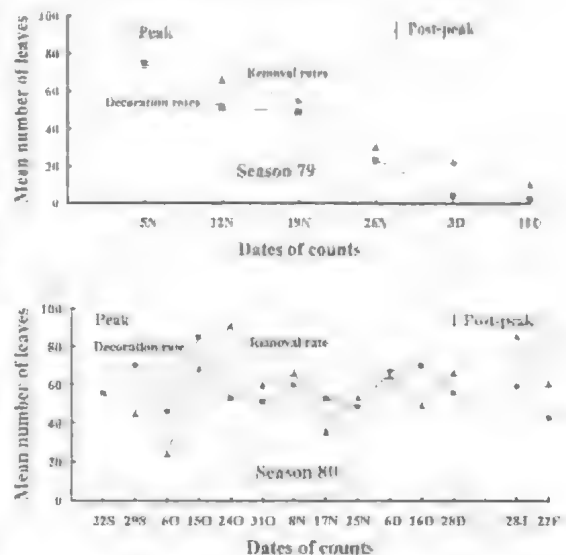 Mean number of leaves
100
Peak
Post-peak
80
Removal rates
60
Decoration rates
40
20
Season 79
0
5N 12N 19N 26N 3D 18D
Dates of counts
Mean number of leaves
100
Peak
Post-peak
80
Decoration rate
Removal rate
60
40
20
Season 80
0
22S 29S 6O 15O 24O 31O 8N 17N 25N 6D 16D 28D 28J 22F
Dates of counts